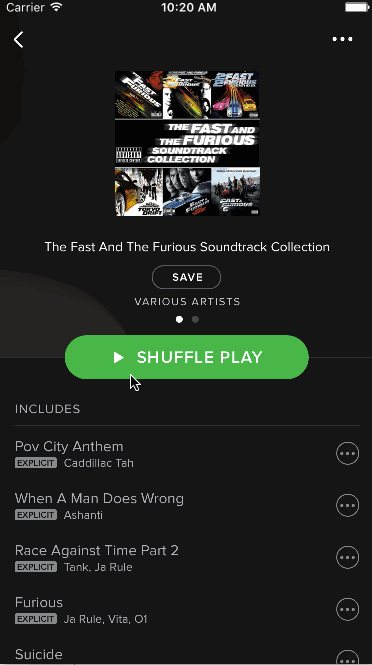 Carrier 10:20 AM
THE FAST AND
THE FURIOUS
SOUNDTRACK
COLLECTION
The Fast And The Furious Soundtrack Collection
SAVE
VARIOUS ARTISTS
SHUFFLE PLAY
INCLUDES
Pov City Anthem
EXPLICIT Caddillac Tah
When A Man Does Wrong
EXPLICIT Ashanti
Race Against Time Part 2
EXPLICIT Tank, Ja Rule
Furious
EXPLICIT Ja Rule, Vita, O1
Suicide